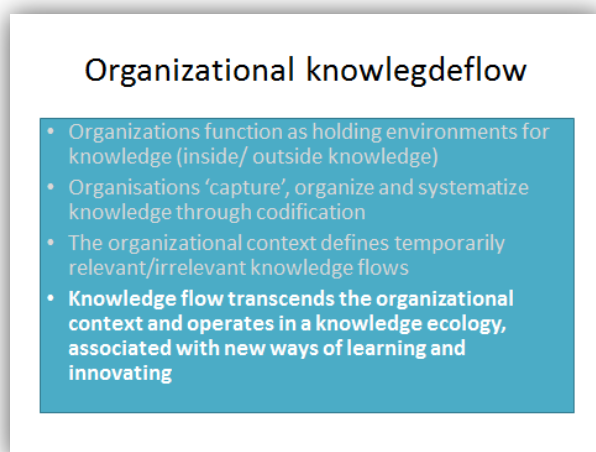 Organizational knowlegdeflow
• Organizations function as holding environments for
knowledge (inside/ outside knowledge)
• Organisations ‘capture’, organize and systematize
knowledge through codification
• The organizational context defines temporarily
relevant/irrelevant knowledge flows
• Knowledge flow transcends the organizational
context and operates in a knowledge ecology,
associated with new ways of learning and
innovating